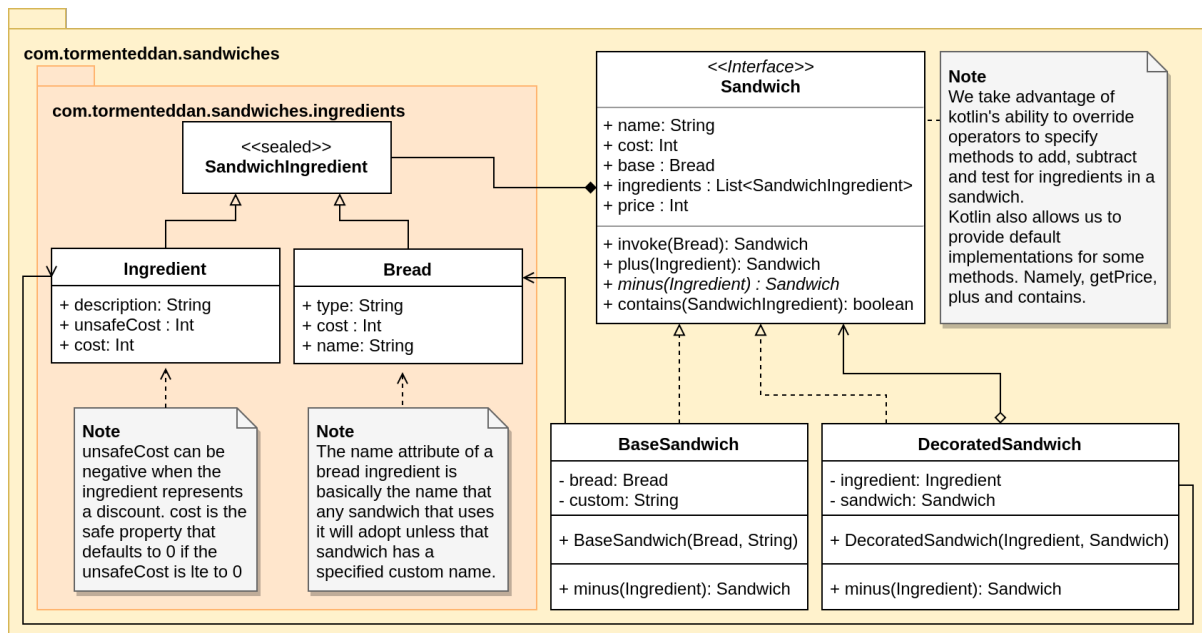 com.tormenteddan.sandwiches
com.tormenteddan.sandwiches.ingredients
<<sealed>>
SandwichIngredient
Ingredient
+ description: String
+ unsafeCost : Int
+ cost: Int
Bread
+ type: String
+ cost : Int
+ name: String
Note
unsafeCost can be
negative when the
ingredient represents
a discount. cost is the
safe property that
defaults to 0 if the
unsafeCost is lte to 0
Note
The name attribute of a
bread ingredient is
basically the name that
any sandwich that uses
it will adopt unless that
sandwich has a
specified custom name.
<<Interface>>
Sandwich
+ name: String
+ cost: Int
+ base : Bread
+ ingredients : List<SandwichIngredient>
+ price : Int
+ invoke(Bread): Sandwich
+ plus(Ingredient): Sandwich
+ minus(Ingredient) : Sandwich
+ contains(SandwichIngredient): boolean
Note
We take advantage of
kotlin's ability to override
operators to specify
methods to add, subtract
and test for ingredients in a
sandwich.
Kotlin also allows us to
provide default
implementations for some
methods. Namely, getPrice,
plus and contains.
BaseSandwich
- bread: Bread
- custom: String
+ BaseSandwich(Bread, String)
+ minus(Ingredient): Sandwich
DecoratedSandwich
- ingredient: Ingredient
- sandwich: Sandwich
+ DecoratedSandwich(Ingredient, Sandwich)
+ minus(Ingredient): Sandwich